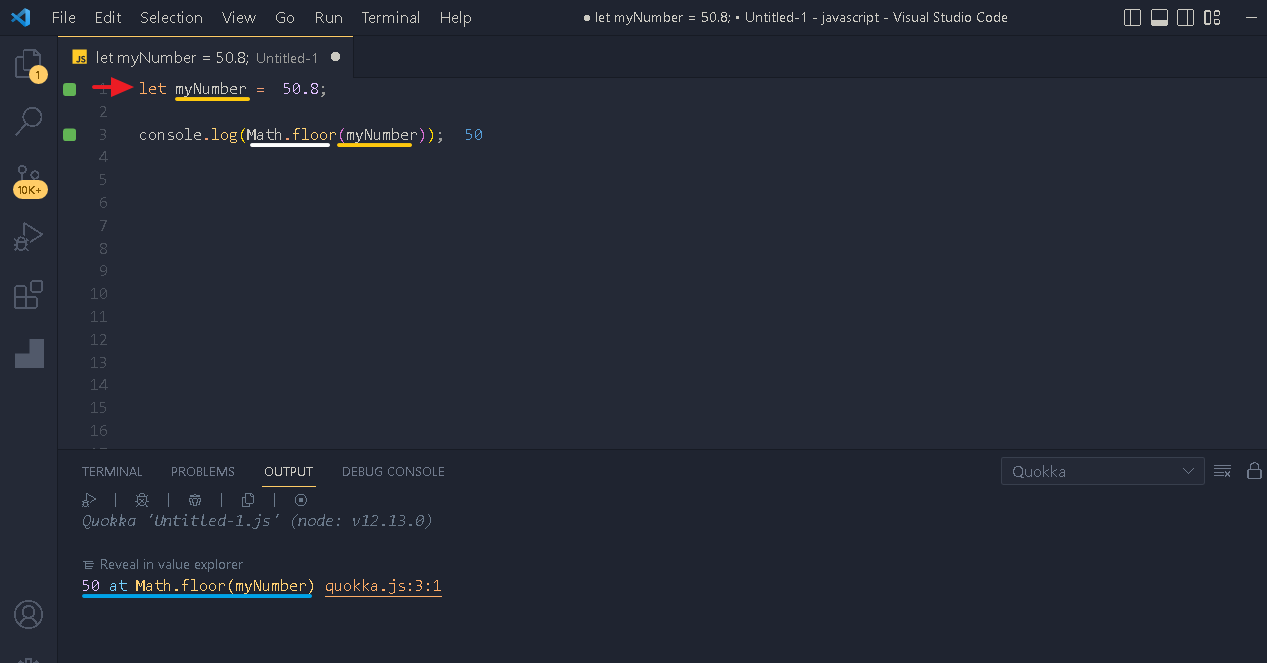 File Edit Selection View Go Run Terminal Help ● let myNumber = 50.8; • Untitled-1 - javascript - Visual Studio Code
JS let myNumber = 50.8; Untitled-1 ●
1 let myNumber =  50.8;
2
3 console.log(Math.floor(myNumber)); 50
4
5
6
7
8
9
10
11
12
13
14
15
16
1
10K+
TERMINAL PROBLEMS OUTPUT DEBUG CONSOLE Quokka
Quokka 'Untitled-1.js' (node: v12.13.0)
Reveal in value explorer
50 at Math.floor(myNumber) quokka.js:3:1